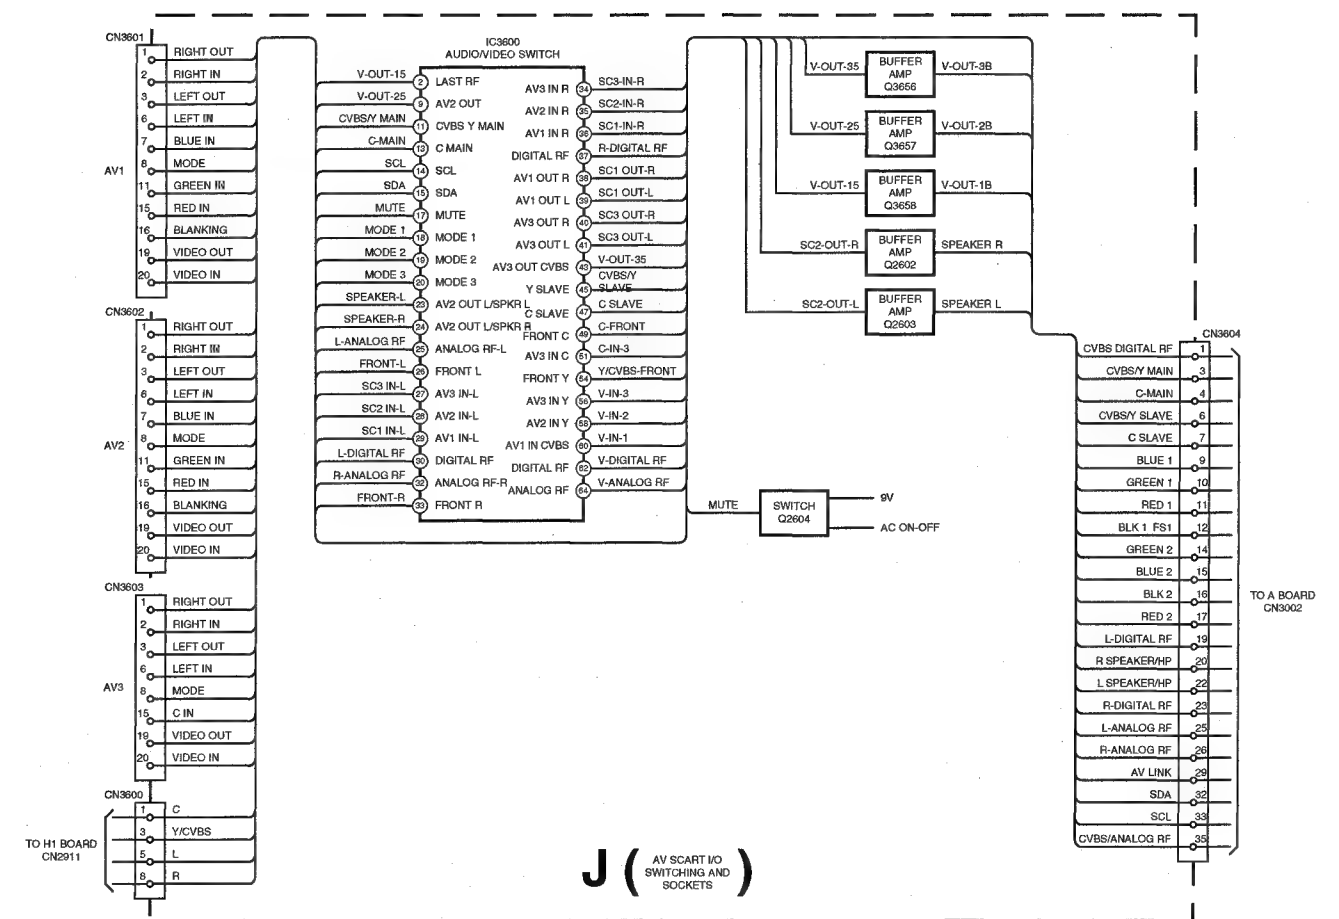 CN3601
AV1
1 RIGHT OUT
2 RIGHT IN
3 LEFT OUT
6 LEFT IN
7 BLUE IN
8 MODE
11 GREEN IN
15 RED IN
16 BLANKING
19 VIDEO OUT
20 VIDEO IN
CN3602
AV2
1 RIGHT OUT
2 RIGHT IN
3 LEFT OUT
6 LEFT IN
7 BLUE IN
8 MODE
11 GREEN IN
15 RED IN
16 BLANKING
19 VIDEO OUT
20 VIDEO IN
CN3603
AV3
1 RIGHT OUT
2 RIGHT IN
3 LEFT OUT
6 LEFT IN
8 MODE
15 C IN
19 VIDEO OUT
20 VIDEO IN
CN3600
TO H1 BOARD
CN2911
1 C
3 Y/CVBS
5 L
8 R
IC3600
AUDIO/VIDEO SWITCH
V-OUT-15 2 LAST RF
V-OUT-25 9 AV2 OUT
CVBS/Y MAIN 11 CVBS Y MAIN
C-MAIN 13 C MAIN
SCL 14 SCL
SDA 15 SDA
MUTE 17 MUTE
MODE 1 18 MODE 1
MODE 2 19 MODE 2
MODE 3 20 MODE 3
SPEAKER-L 23 AV2 OUT L/SPKR L
SPEAKER-R 24 AV2 OUT L/SPKR R
L-ANALOG RF 25 ANALOG RF-L
FRONT-L 26 FRONT L
SC3 IN-L 27 AV3 IN-L
SC2 IN-L 28 AV2 IN-L
SC1 IN-L 29 AV1 IN-L
L-DIGITAL RF 30 DIGITAL RF
R-ANALOG RF 32 ANALOG RF-R
FRONT-R 33 FRONT R
AV3 IN R 34 SC3-IN-R
AV2 IN R 35 SC2-IN-R
AV1 IN R 36 SC1-IN-R
DIGITAL RF 37 R-DIGITAL RF
AV1 OUT R 38 SC1 OUT-R
AV1 OUT L 39 SC1 OUT-L
AV3 OUT R 40 SC3 OUT-R
AV3 OUT L 41 SC3 OUT-L
AV3 OUT CVBS 43 V-OUT-35
Y SLAVE 45 CVBS/Y
SLAVE
C SLAVE 47 C SLAVE
FRONT C 49 C-FRONT
AV3 IN C 51 C-IN-3
FRONT Y 54 Y/CVBS-FRONT
AV3 IN Y 56 V-IN-3
AV2 IN Y 58 V-IN-2
AV1 IN CVBS 60 V-IN-1
DIGITAL RF 62 V-DIGITAL RF
ANALOG RF 64 V-ANALOG RF
V-OUT-35 BUFFER AMP Q3656 V-OUT-3B
V-OUT-25 BUFFER AMP Q3657 V-OUT-2B
V-OUT-15 BUFFER AMP Q3658 V-OUT-1B
SC2-OUT-R BUFFER AMP Q2602 SPEAKER R
SC2-OUT-L BUFFER AMP Q2603 SPEAKER L
MUTE SWITCH Q2604 9V
AC ON-OFF
CN3604
CVBS DIGITAL RF 1
CVBS/Y MAIN 3
C-MAIN 4
CVBS/Y SLAVE 6
C SLAVE 7
BLUE 1 9
GREEN 1 10
RED 1 11
BLK 1 FS1 12
GREEN 2 14
BLUE 2 15
BLK 2 16
RED 2 17
L-DIGITAL RF 19
R SPEAKER/HP 20
L SPEAKER/HP 22
R-DIGITAL RF 23
L-ANALOG RF 25
R-ANALOG RF 26
AV LINK 29
SDA 32
SCL 33
CVBS/ANALOG RF 35
TO A BOARD
CN3002
J ( AV SCART I/O
SWITCHING AND
SOCKETS )